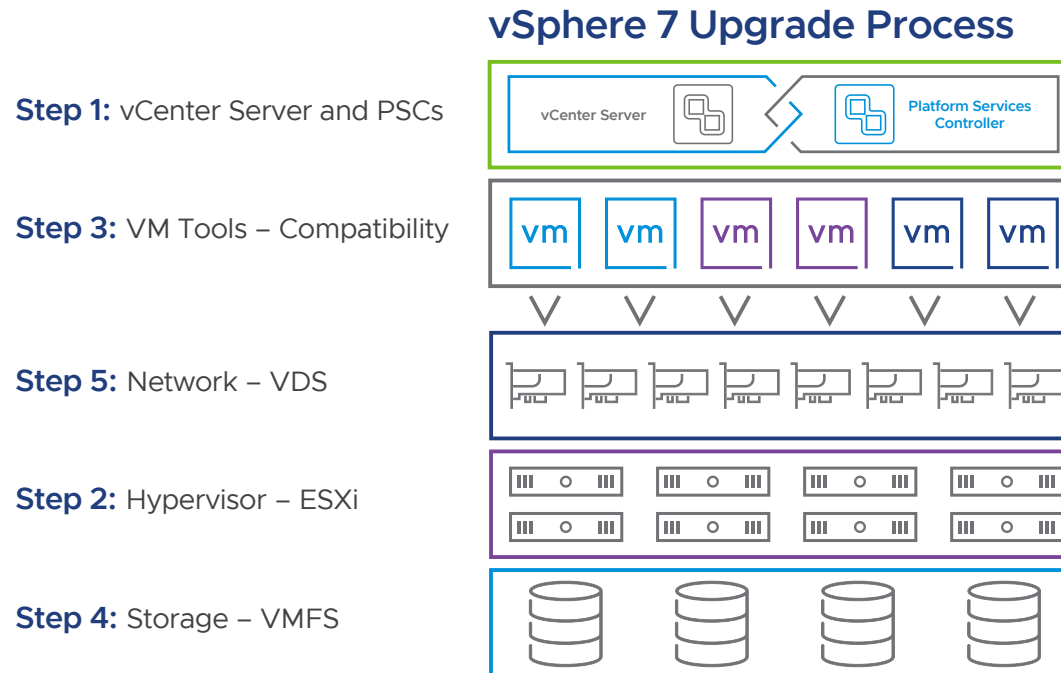 vSphere 7 Upgrade Process
Step 1: vCenter Server and PSCs
vCenter Server
Platform Services
Controller
Step 3: VM Tools – Compatibility
vm vm vm vm vm vm
Step 5: Network – VDS
Step 2: Hypervisor – ESXi
Step 4: Storage – VMFS